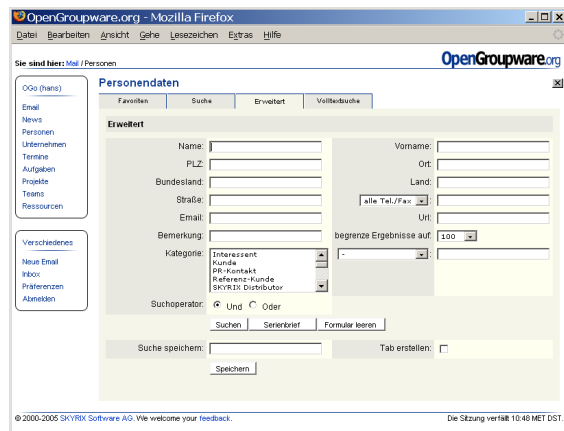 OpenGroupware.org - Mozilla Firefox
Datei Bearbeiten Ansicht Gehe Lesezeichen Extras Hilfe
Sie sind hier: Mail / Personen
OpenGroupware.org
OGo (hans)
Email
News
Personen
Unternehmen
Termine
Aufgaben
Projekte
Teams
Ressourcen
Verschiedenes
Neue Email
Inbox
Präferenzen
Abmelden
Personendaten
Favoriten Suche Erweitert Volltextsuche
Erweitert
Name: Vorname:
PLZ: Ort:
Bundesland: Land:
Straße: alle Tel./Fax :
Email: Url:
Bemerkung: begrenze Ergebnisse auf: 100
Kategorie: - :
Interessent
Kunde
PR-Kontakt
Referenz-Kunde
SKYRIX Distributor
Suchoperator: Und Oder
Suchen Serienbrief Formular leeren
Suche speichern: Tab erstellen:
Speichern
© 2000-2005 SKYRIX Software AG. We welcome your feedback. Die Sitzung verfällt 10:48 MET DST.